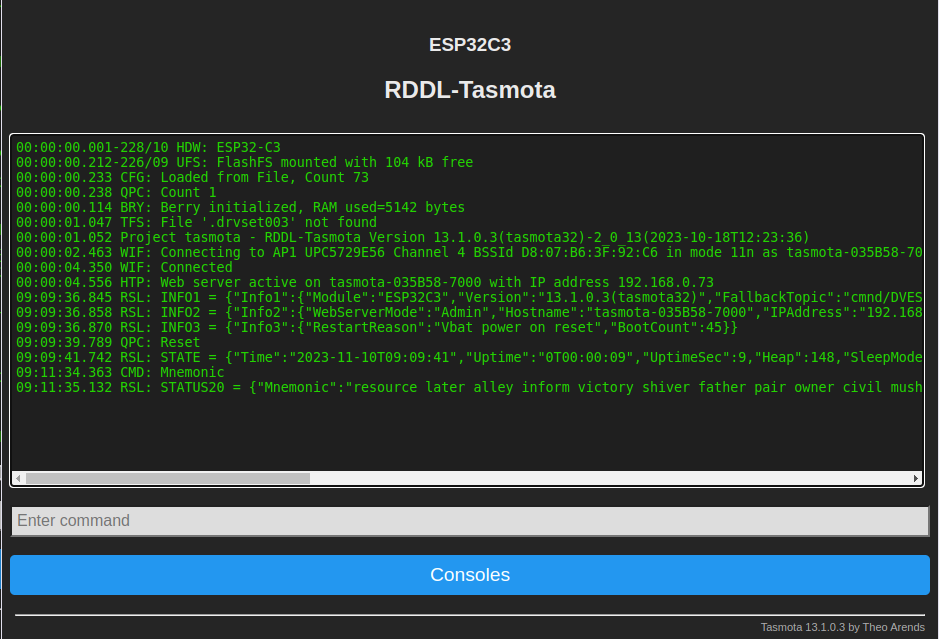 ESP32C3
RDDL-Tasmota
00:00:00.001-228/10 HDW: ESP32-C3
00:00:00.212-226/09 UFS: FlashFS mounted with 104 kB free
00:00:00.233 CFG: Loaded from File, Count 73
00:00:00.238 QPC: Count 1
00:00:00.114 BRY: Berry initialized, RAM used=5142 bytes
00:00:01.047 TFS: File '.drvset003' not found
00:00:01.052 Project tasmota - RDDL-Tasmota Version 13.1.0.3(tasmota32)-2_0_13(2023-10-18T12:23:36)
00:00:02.463 WIF: Connecting to AP1 UPC5729E56 Channel 4 BSSId D8:07:B6:3F:92:C6 in mode 11n as tasmota-035B58-70
00:00:04.350 WIF: Connected
00:00:04.556 HTP: Web server active on tasmota-035B58-7000 with IP address 192.168.0.73
09:09:36.845 RSL: INFO1 = {"Info1":{"Module":"ESP32C3","Version":"13.1.0.3(tasmota32)","FallbackTopic":"cmnd/DVES
09:09:36.858 RSL: INFO2 = {"Info2":{"WebServerMode":"Admin","Hostname":"tasmota-035B58-7000","IPAddress":"192.168
09:09:36.870 RSL: INFO3 = {"Info3":{"RestartReason":"Vbat power on reset","BootCount":45}}
09:09:39.789 QPC: Reset
09:09:41.742 RSL: STATE = {"Time":"2023-11-10T09:09:41","Uptime":"0T00:00:09","UptimeSec":9,"Heap":148,"SleepMode
09:11:34.363 CMD: Mnemonic
09:11:35.132 RSL: STATUS20 = {"Mnemonic":"resource later alley inform victory shiver father pair owner civil mush
Enter command
Consoles
Tasmota 13.1.0.3 by Theo Arends